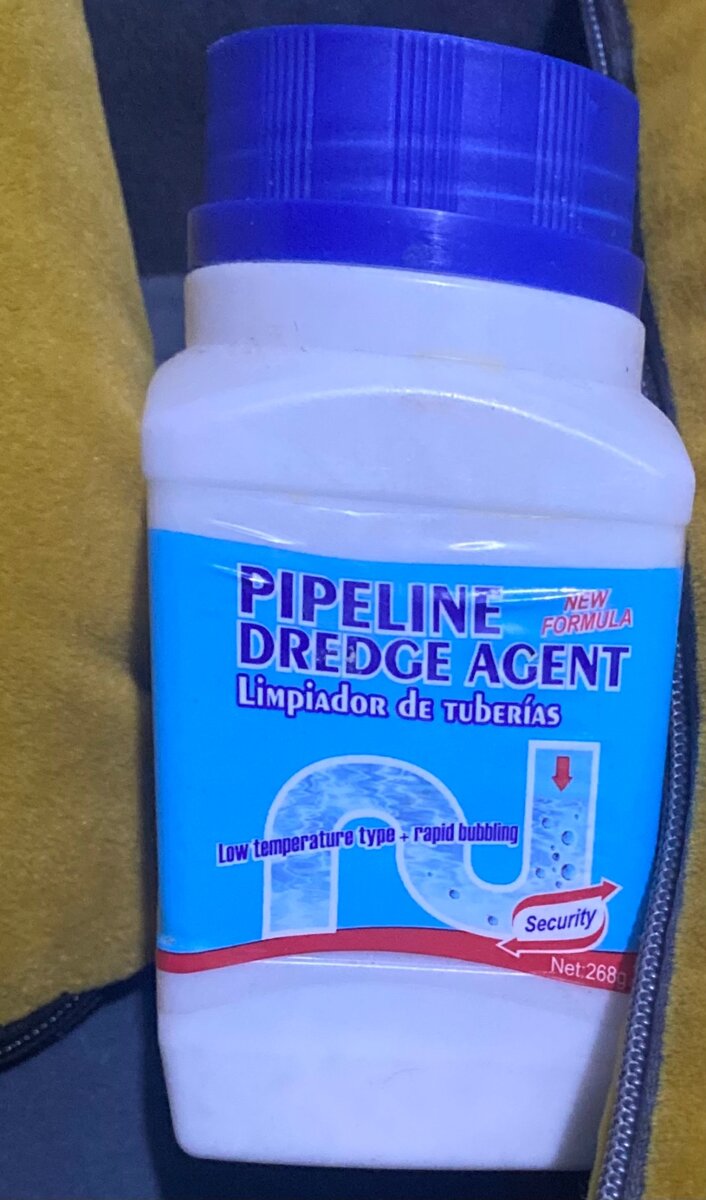 PIPELINE
NEW
FORMULA
DREDGE AGENT
Limpiador de tuberías
Low temperature type + rapid bubbling
Security
Net:268g